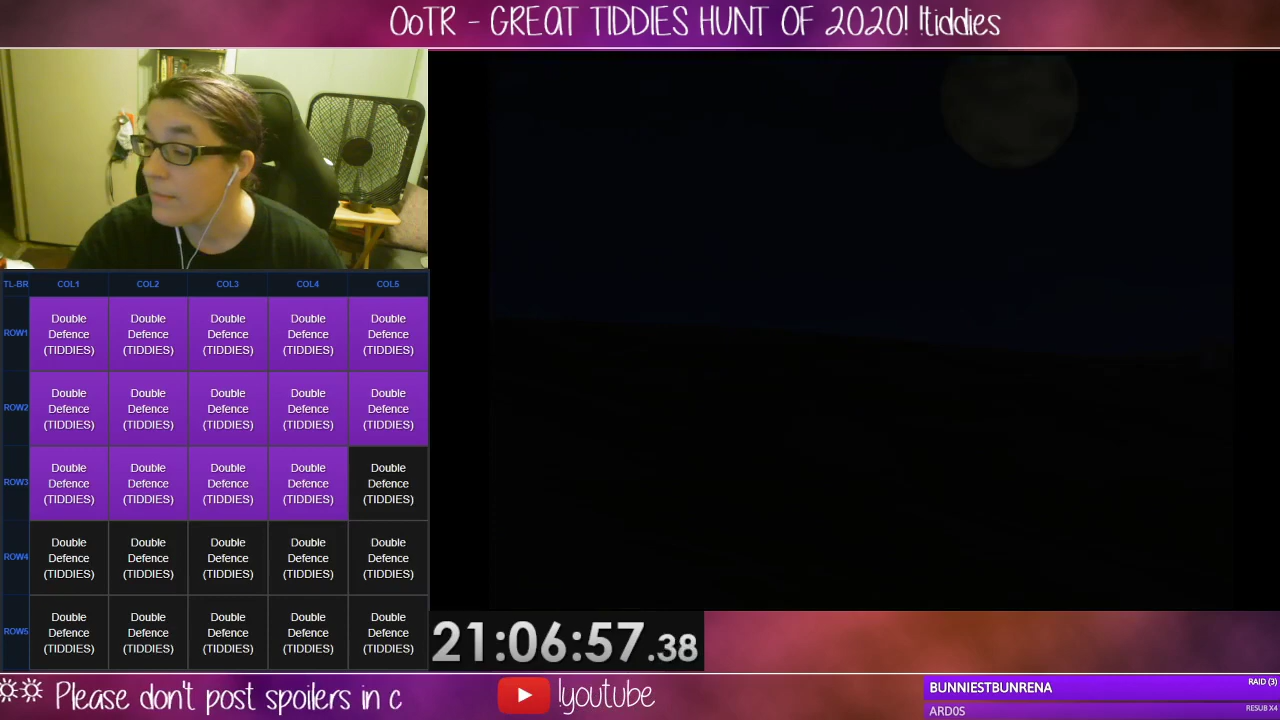 OoTR - GREAT TIDDIES HUNT OF 2020! !tiddies
TL-BR COL1 COL2 COL3 COL4 COL5
ROW1
Double Double Double Double Double
Defence Defence Defence Defence Defence
(TIDDIES) (TIDDIES) (TIDDIES) (TIDDIES) (TIDDIES)
ROW2
Double Double Double Double Double
Defence Defence Defence Defence Defence
(TIDDIES) (TIDDIES) (TIDDIES) (TIDDIES) (TIDDIES)
ROW3
Double Double Double Double Double
Defence Defence Defence Defence Defence
(TIDDIES) (TIDDIES) (TIDDIES) (TIDDIES) (TIDDIES)
ROW4
Double Double Double Double Double
Defence Defence Defence Defence Defence
(TIDDIES) (TIDDIES) (TIDDIES) (TIDDIES) (TIDDIES)
ROW5
Double Double Double Double Double
Defence Defence Defence Defence Defence
(TIDDIES) (TIDDIES) (TIDDIES) (TIDDIES) (TIDDIES)
21:06:57.38
Please don't post spoilers in c
!youtube
BUNNIESTBUNRENA RAID (3)
ARD0S RESUB X4